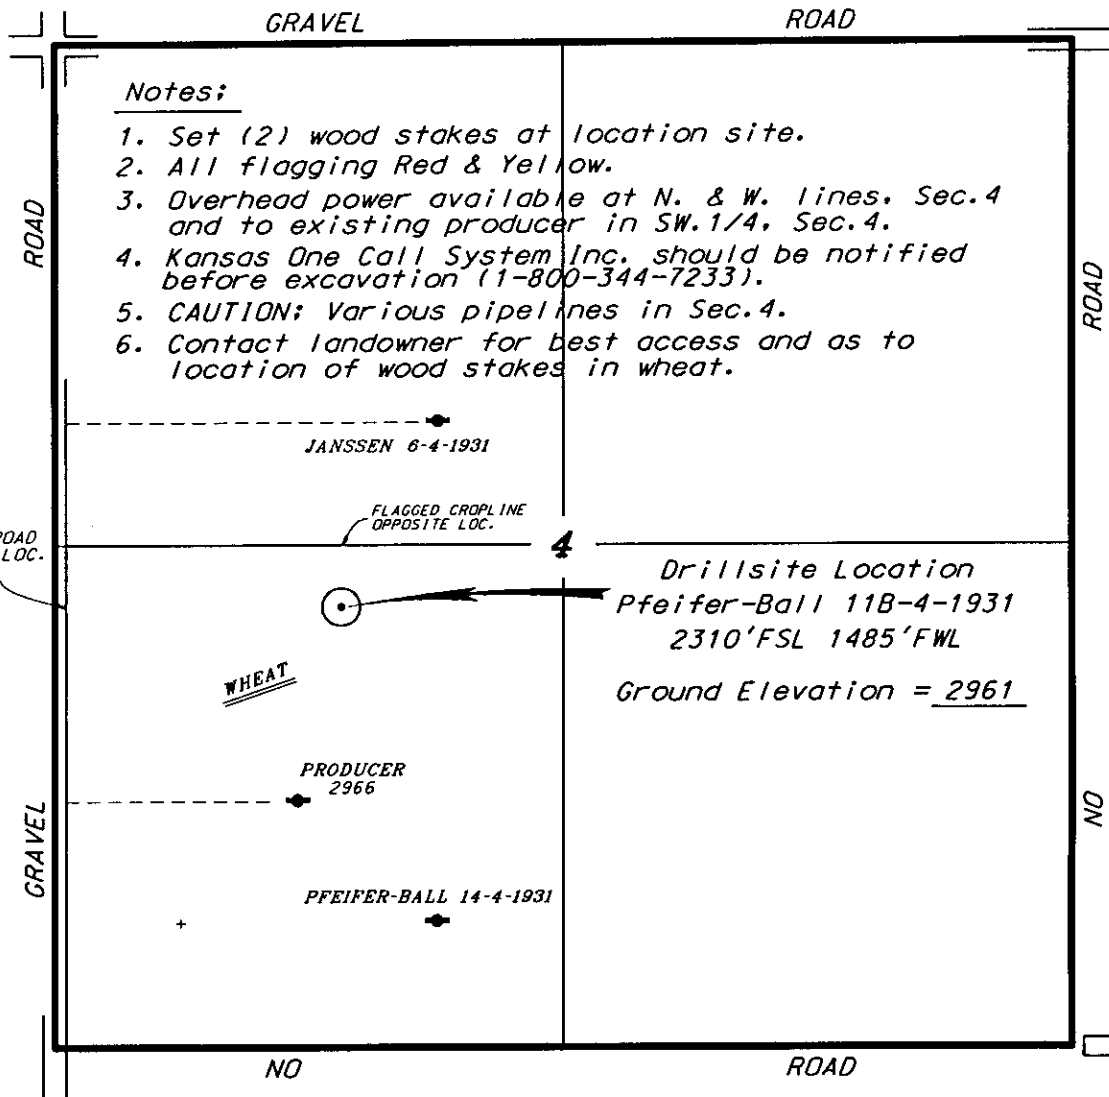 GRAVEL ROAD
Notes:
1. Set (2) wood stakes at location site.
2. All flagging Red & Yellow.
3. Overhead power available at N. & W. lines, Sec.4
and to existing producer in SW.1/4, Sec.4.
4. Kansas One Call System Inc. should be notified
before excavation (1-800-344-7233).
5. CAUTION: Various pipelines in Sec.4.
6. Contact landowner for best access and as to
location of wood stakes in wheat.
ROAD
ROAD
JANSSEN 6-4-1931
FLAGGED CROPLINE
OPPOSITE LOC.
ROAD
LOC.
4
Drillsite Location
Pfeifer-Ball 11B-4-1931
2310'FSL 1485'FWL
Ground Elevation = 2961
WHEAT
PRODUCER
2966
GRAVEL
NO
PFEIFER-BALL 14-4-1931
NO ROAD